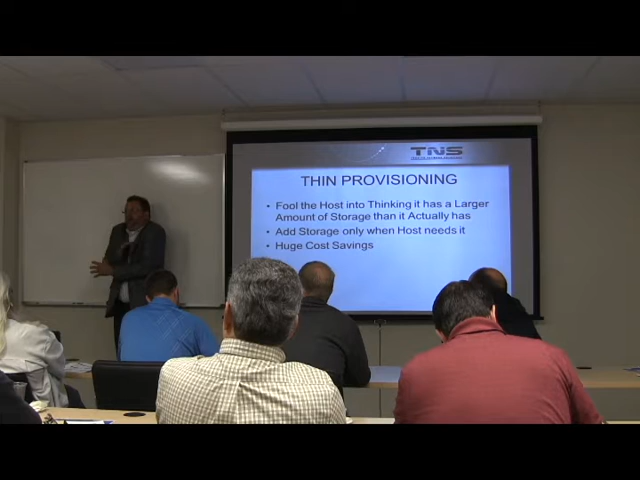 TNS
THIN PROVISIONING
• Fool the Host into Thinking it has a Larger
Amount of Storage than it Actually has
• Add Storage only when Host needs it
• Huge Cost Savings